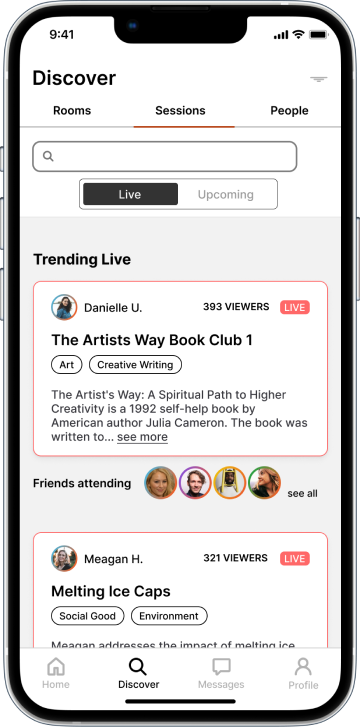 9:41
Discover
Rooms Sessions People
Live Upcoming
Trending Live
Danielle U. 393 VIEWERS LIVE
The Artists Way Book Club 1
Art Creative Writing
The Artist's Way: A Spiritual Path to Higher
Creativity is a 1992 self-help book by
American author Julia Cameron. The book was
written to... see more
Friends attending see all
Meagan H. 321 VIEWERS LIVE
Melting Ice Caps
Social Good Environment
Meagan addresses the impact of melting ice
Home Discover Messages Profile